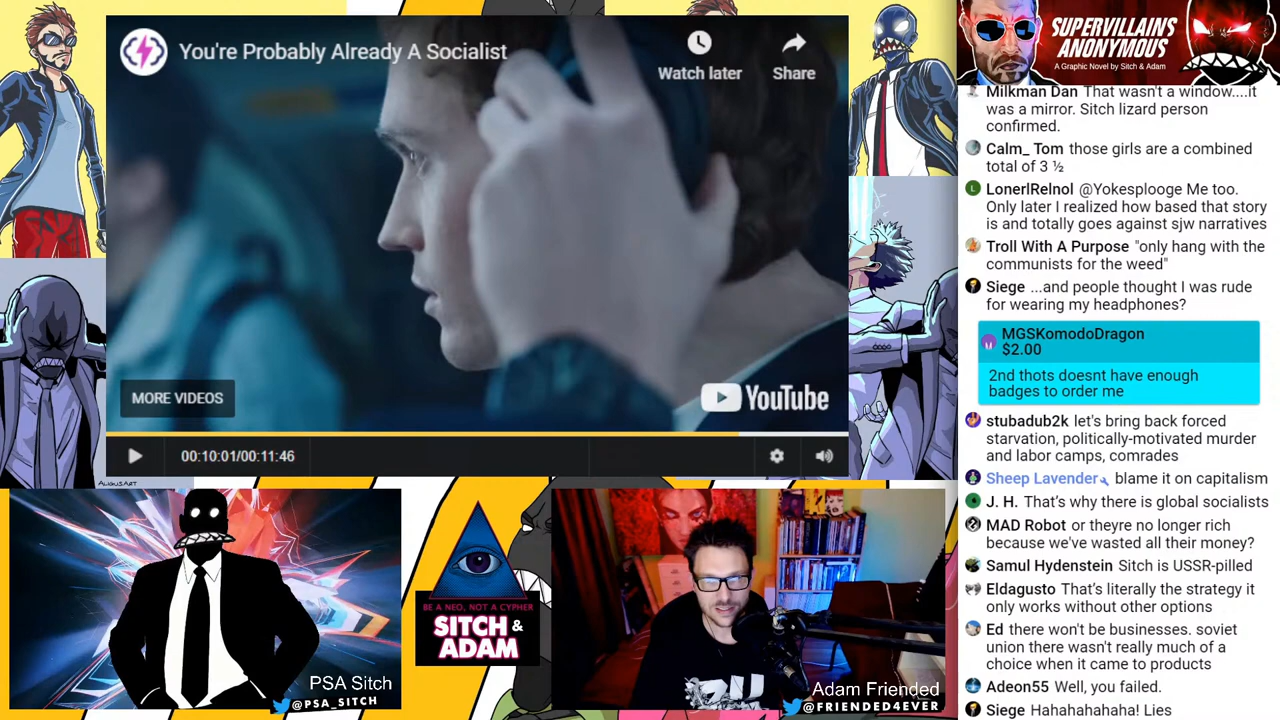 You're Probably Already A Socialist
Watch later
Share
MORE VIDEOS
YouTube
00:10:01/00:11:46
ALIGUSART
PSA Sitch
@PSA_SITCH
BE A NEO, NOT A CYPHER
SITCH &
ADAM
Adam Friended
@FRIENDED4EVER
SUPERVILLAINS
ANONYMOUS
A Graphic Novel by Sitch & Adam
Milkman Dan That wasn't a window....it
was a mirror. Sitch lizard person
confirmed.
Calm_ Tom those girls are a combined
total of 3 ½
LonerlRelnol @Yokesplooge Me too.
Only later I realized how based that story
is and totally goes against sjw narratives
Troll With A Purpose "only hang with the
communists for the weed"
Siege ...and people thought I was rude
for wearing my headphones?
MGSKomodoDragon
$2.00
2nd thots doesnt have enough
badges to order me
stubadub2k let's bring back forced
starvation, politically-motivated murder
and labor camps, comrades
Sheep Lavender blame it on capitalism
J. H. That's why there is global socialists
MAD Robot or theyre no longer rich
because we've wasted all their money?
Samul Hydenstein Sitch is USSR-pilled
Eldagusto That's literally the strategy it
only works without other options
Ed there won't be businesses. soviet
union there wasn't really much of a
choice when it came to products
Adeon55 Well, you failed.
Siege Hahahahahaha! Lies